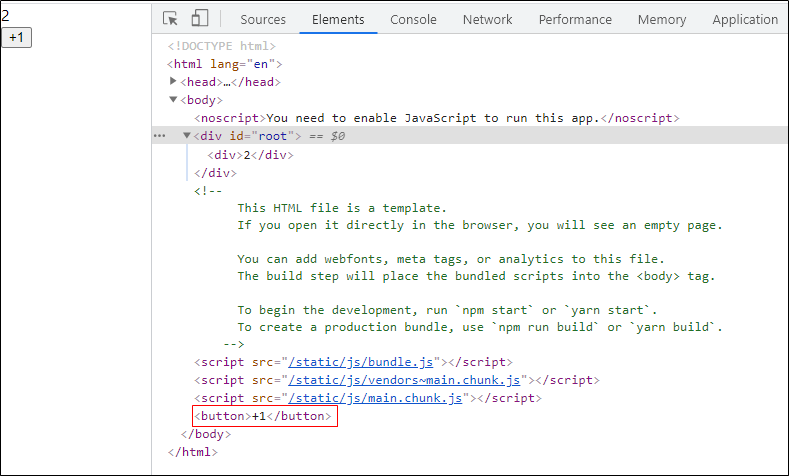 2
+1
Sources Elements Console Network Performance Memory Application
<!DOCTYPE html>
<html lang="en">
<head>…</head>
<body>
<noscript>You need to enable JavaScript to run this app.</noscript>
<div id="root"> == $0
<div>2</div>
</div>
<!--
This HTML file is a template.
If you open it directly in the browser, you will see an empty page.
You can add webfonts, meta tags, or analytics to this file.
The build step will place the bundled scripts into the <body> tag.
To begin the development, run `npm start` or `yarn start`.
To create a production bundle, use `npm run build` or `yarn build`.
-->
<script src="/static/js/bundle.js"></script>
<script src="/static/js/vendors~main.chunk.js"></script>
<script src="/static/js/main.chunk.js"></script>
<button>+1</button>
</body>
</html>